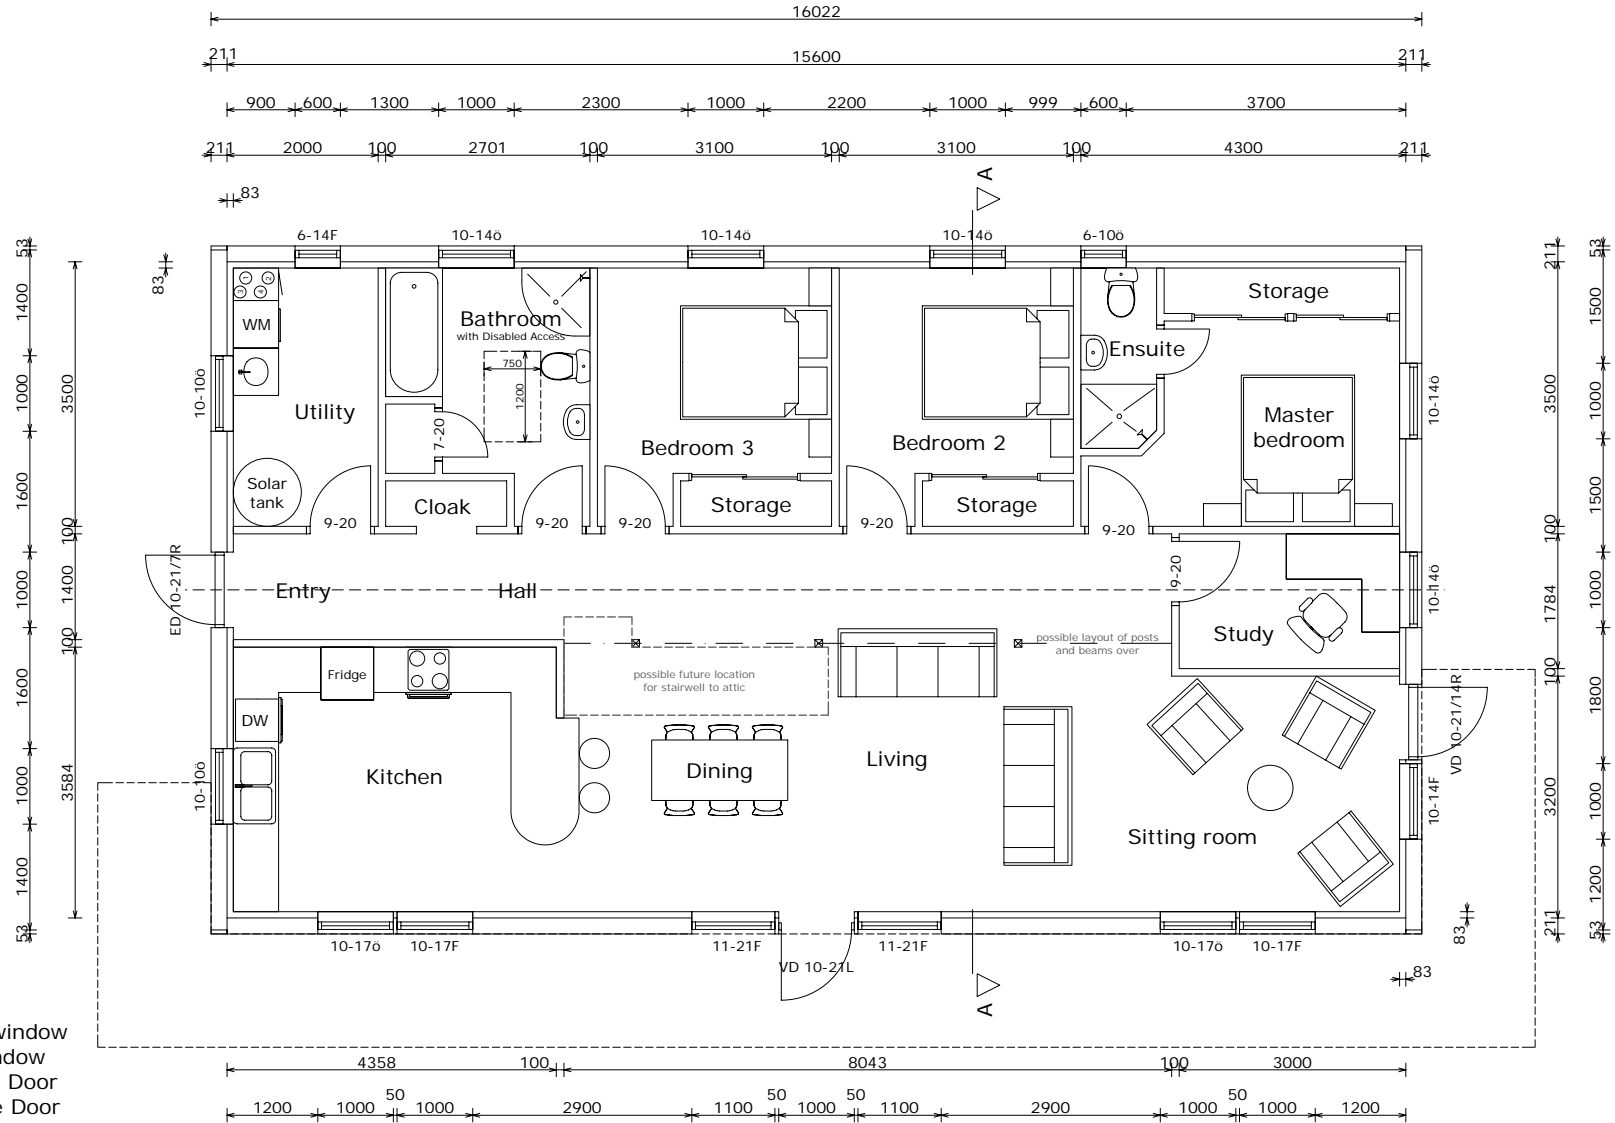 16022
211 15600 211
900 600 1300 1000 2300 1000 2200 1000 999 600 3700
211 2000 100 2701 100 3100 100 3100 100 4300 211
A
83
6-14F 10-14ö 10-14ö 10-14ö 6-10ö
53
1400
1000
1600
1000
1600
1000
1400
53
3500
100
1400
100
3584
83
1 2
3 4
WM
10-10ö
Utility
Solar
tank
Bathroom
with Disabled Access
750
1200
7-20
Cloak
Bedroom 3
Storage
Bedroom 2
Storage
Ensuite
Storage
Master
bedroom
10-14ö
9-20 9-20 9-20 9-20 9-20
ED 10-21/7R
Entry
Hall
9-20
Study
10-14ö
possible layout of posts
and beams over
possible future location
for stairwell to attic
Fridge
DW
10-10ö
Kitchen
Dining
Living
Sitting room
VD 10-21/14R
10-14F
211
3500
100
1784
100
3200
211
53
1500
1000
1500
1000
1800
1000
1200
53
83
83
10-17ö 10-17F 11-21F VD 10-21L 11-21F 10-17ö 10-17F
A
window
Door
Door
4358 100 8043 100 3000
1200 1000 50 1000 2900 1100 50 1000 50 1100 2900 1000 50 1000 1200